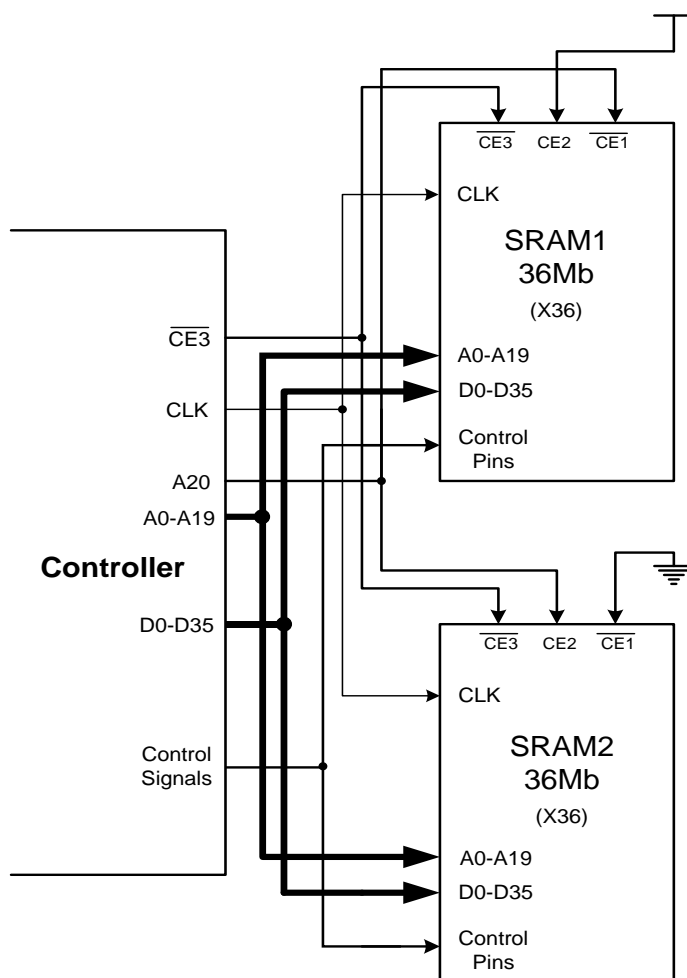 CE3 CE2 CE1
CLK
SRAM1
36Mb
(X36)
A0-A19
D0-D35
Control
Pins
CE3
CLK
A20
A0-A19
Controller
D0-D35
Control
Signals
CE3 CE2 CE1
CLK
SRAM2
36Mb
(X36)
A0-A19
D0-D35
Control
Pins